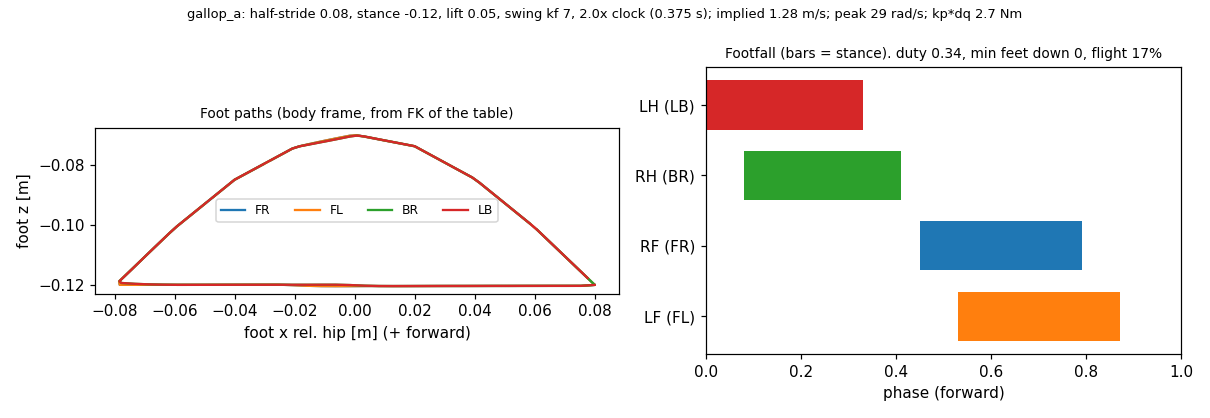 gallop_a: half-stride 0.08, stance -0.12, lift 0.05, swing kf 7, 2.0x clock (0.375 s); implied 1.28 m/s; peak 29 rad/s; kp*dq 2.7 Nm
Foot paths (body frame, from FK of the table)
foot z [m]
−0.08
−0.10
−0.12
FR FL BR LB
−0.08 −0.06 −0.04 −0.02 0.00 0.02 0.04 0.06 0.08
foot x rel. hip [m] (+ forward)
Footfall (bars = stance). duty 0.34, min feet down 0, flight 17%
LH (LB)
RH (BR)
RF (FR)
LF (FL)
0.0 0.2 0.4 0.6 0.8 1.0
phase (forward)